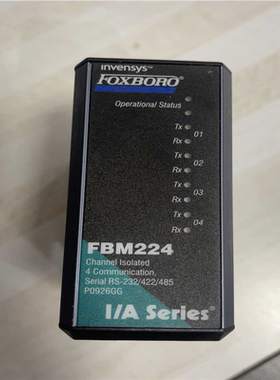 invensys™
FOXBORO®
Operational Status
Tx
01
Rx
Tx
02
Rx
Tx
03
Rx
Tx
04
Rx
FBM224
Channel Isolated
4 Communication,
Serial RS-232/422/485
P0926GG
I/A Series®